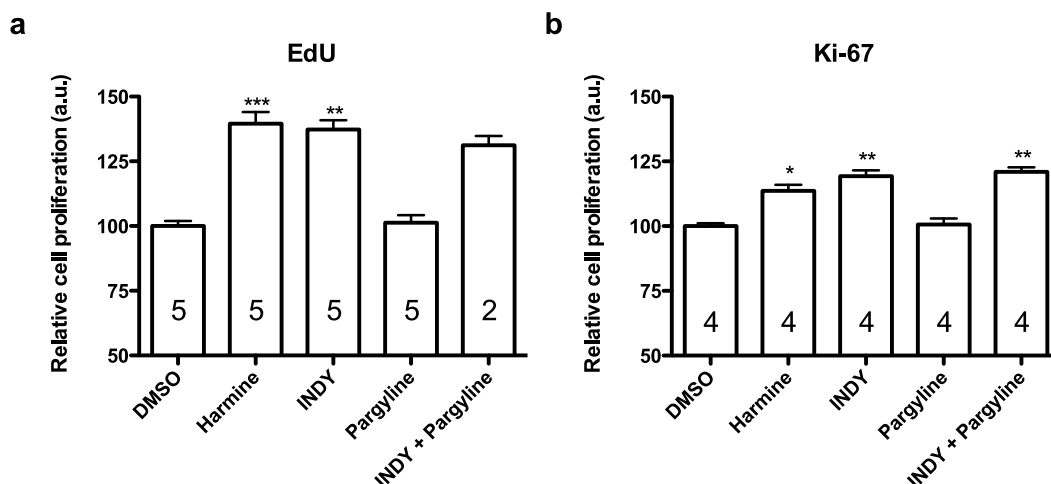 a
EdU
Relative cell proliferation (a.u.)
150
125
100
75
50
***
**
5
5
5
5
2
DMSO
Harmine
INDY
Pargyline
INDY + Pargyline
b
Ki-67
Relative cell proliferation (a.u.)
150
125
100
75
50
*
**
**
4
4
4
4
4
DMSO
Harmine
INDY
Pargyline
INDY + Pargyline